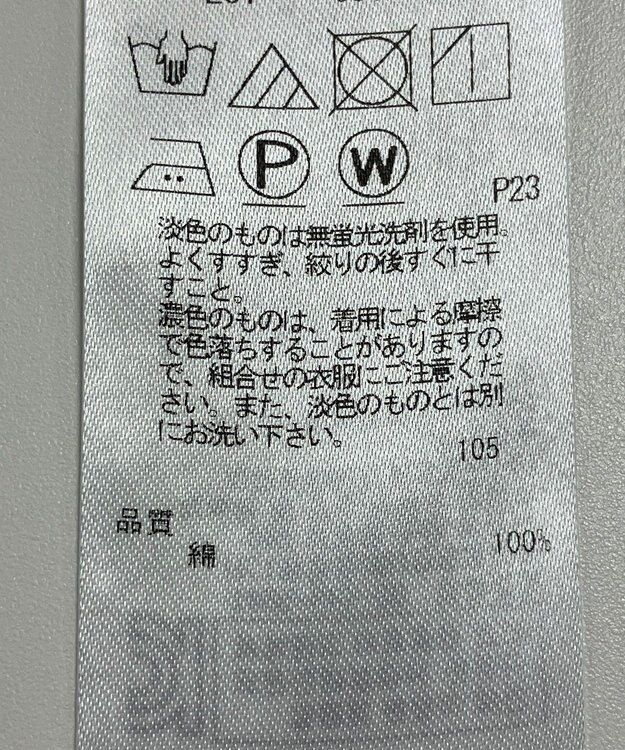 P
W
P23
淡色のものは無蛍光洗剤を使用。
よくすすぎ、絞りの後すぐに干
すこと。
濃色のものは、着用による摩擦
で色落ちすることがありますの
で、組合せの衣服にご注意くだ
さい。また、淡色のものとは別
にお洗い下さい。
105
品質
綿 100%